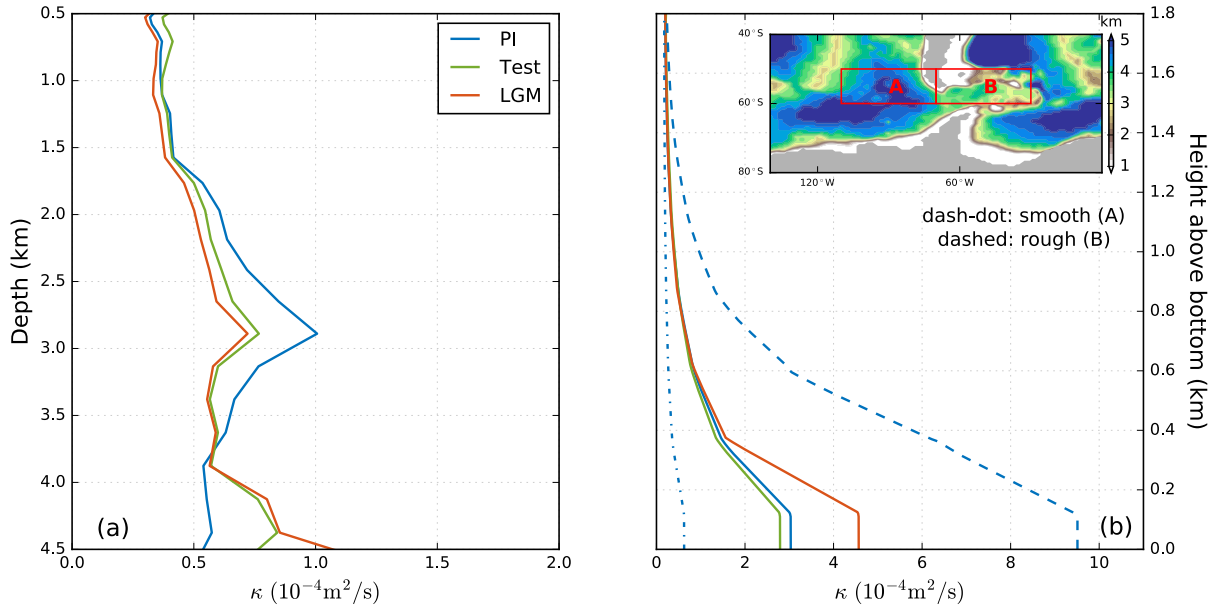 0.5
1.0
1.5
2.0
2.5
3.0
3.5
4.0
4.5
Depth (km)
PI
Test
LGM
(a)
0.0 0.5 1.0 1.5 2.0
κ (10⁻⁴m²/s)
km
40°S
60°S
80°S
120°W 60°W
A B
5
4
3
2
1
dash-dot: smooth (A)
dashed: rough (B)
(b)
1.8
1.6
1.4
1.2
1.0
0.8
0.6
0.4
0.2
0.0
Height above bottom (km)
0 2 4 6 8 10
κ (10⁻⁴m²/s)